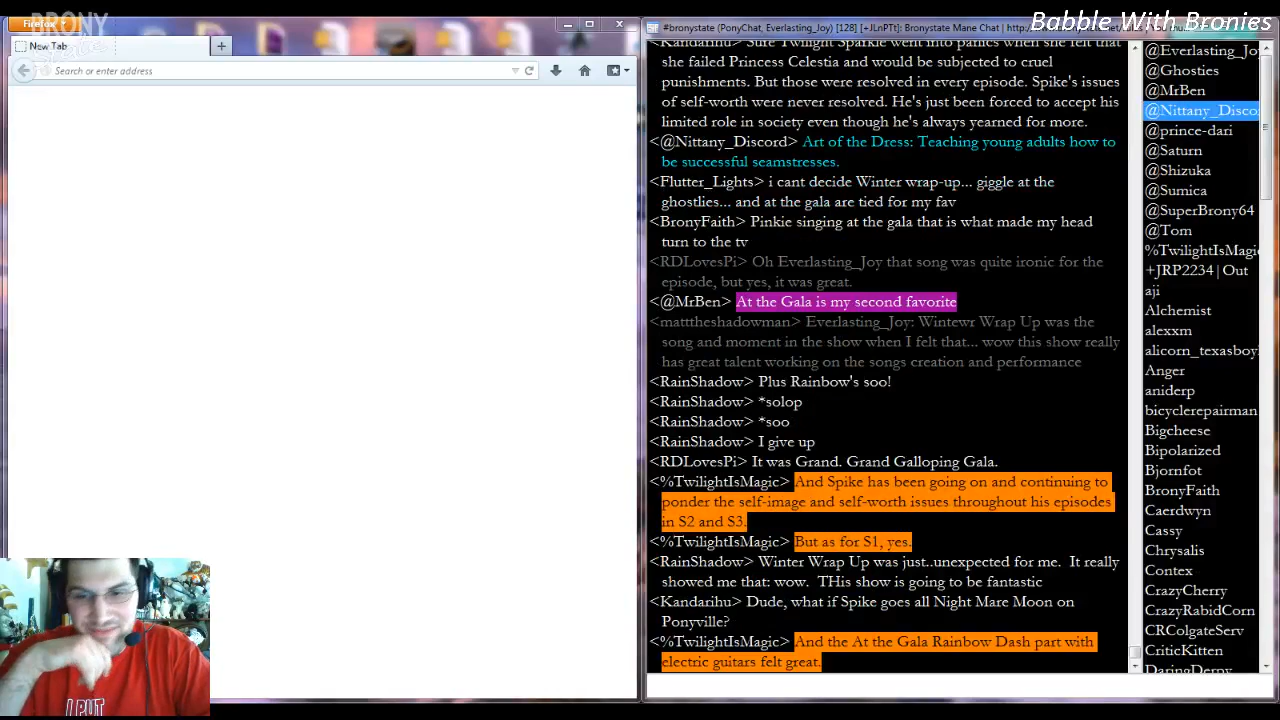 Firefox
BRONY
New Tab
Search or enter address
#bronystate (PonyChat, Everlasting_Joy) [128] [+JLnPTt]: Bronystate Mane Chat | http://
Babble With Bronies
<Kandarihu> Sure Twilight Sparkle went into panics when she felt that
she failed Princess Celestia and would be subjected to cruel
punishments. But those were resolved in every episode. Spike's issues
of self-worth were never resolved. He's just been forced to accept his
limited role in society even though he's always yearned for more.
<@Nittany_Discord> Art of the Dress: Teaching young adults how to
be successful seamstresses.
<Flutter_Lights> i cant decide Winter wrap-up... giggle at the
ghostlies... and at the gala are tied for my fav
<BronyFaith> Pinkie singing at the gala that is what made my head
turn to the tv
<RDLovesPi> Oh Everlasting_Joy that song was quite ironic for the
episode, but yes, it was great.
<@MrBen> At the Gala is my second favorite
<matttheshadowman> Everlasting_Joy: Wintewr Wrap Up was the
song and moment in the show when I felt that... wow this show really
has great talent working on the songs creation and performance
<RainShadow> Plus Rainbow's soo!
<RainShadow> *solop
<RainShadow> *soo
<RainShadow> I give up
<RDLovesPi> It was Grand. Grand Galloping Gala.
<%TwilightIsMagic> And Spike has been going on and continuing to
ponder the self-image and self-worth issues throughout his episodes
in S2 and S3.
<%TwilightIsMagic> But as for S1, yes.
<RainShadow> Winter Wrap Up was just..unexpected for me.  It really
showed me that: wow.  THis show is going to be fantastic
<Kandarihu> Dude, what if Spike goes all Night Mare Moon on
Ponyville?
<%TwilightIsMagic> And the At the Gala Rainbow Dash part with
electric guitars felt great.
@Everlasting_Jo
@Ghosties
@MrBen
@Nittany_Disco
@prince-dari
@Saturn
@Shizuka
@Sumica
@SuperBrony64
@Tom
%TwilightIsMagic
+JRP2234|Out
aji
Alchemist
alexxm
alicorn_texasboy
Anger
aniderp
bicyclerepairman
Bigcheese
Bipolarized
Bjornfot
BronyFaith
Caerdwyn
Cassy
Chrysalis
Contex
CrazyCherry
CrazyRabidCorn
CRColgateServ
CriticKitten
DaringDerpy
I PUT